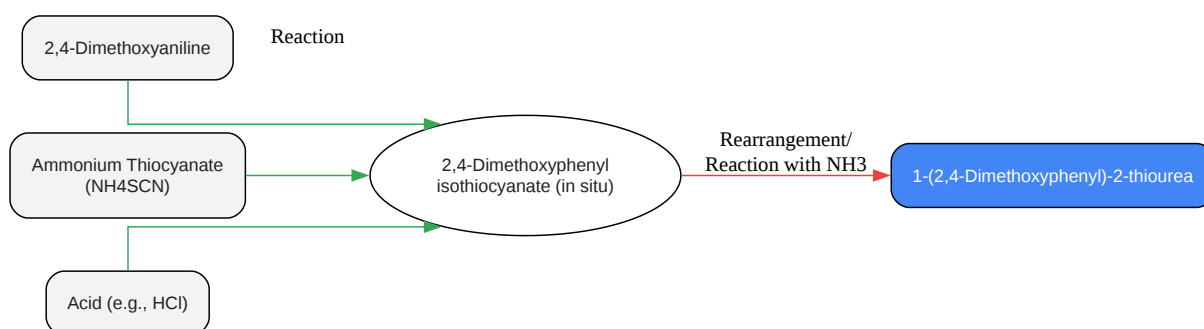 2,4-Dimethoxyaniline
Reaction
Ammonium Thiocyanate
(NH4SCN)
2,4-Dimethoxyphenyl
isothiocyanate (in situ)
Rearrangement/
Reaction with NH3
1-(2,4-Dimethoxyphenyl)-2-thiourea
Acid (e.g., HCl)